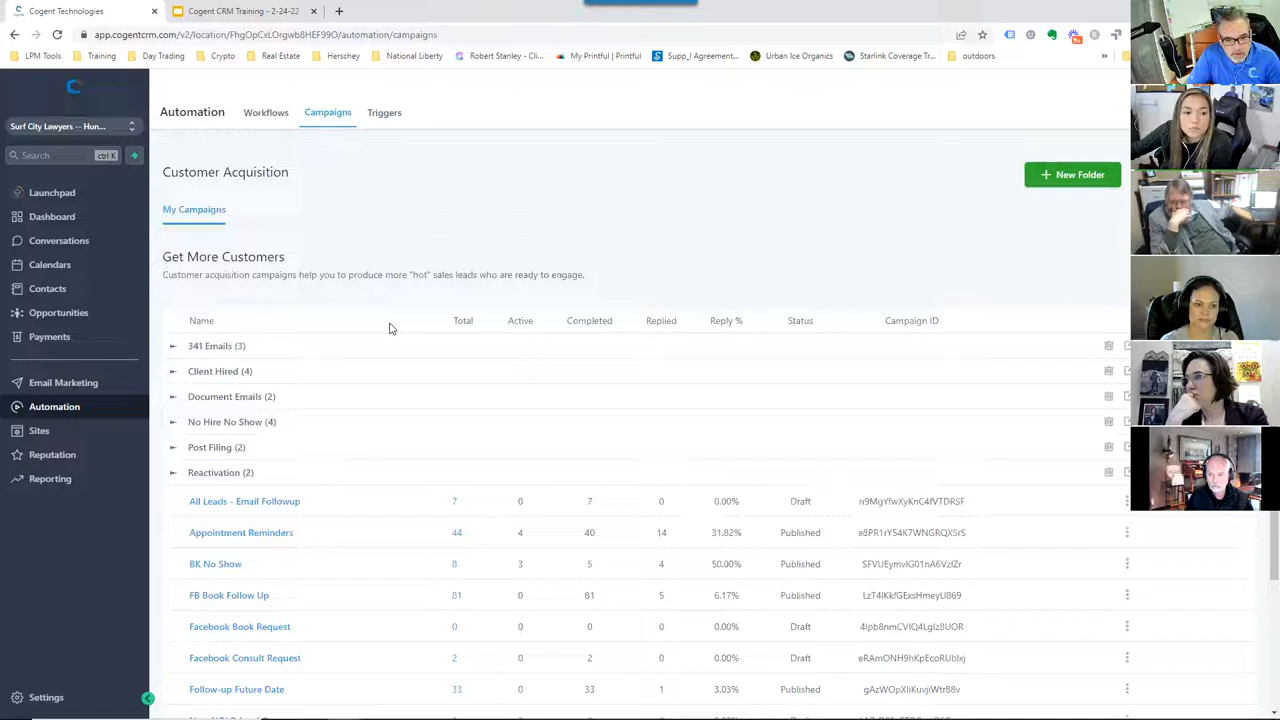 Cogent Technologies
Cogent CRM Training - 2-24-22
app.cogentcrm.com/v2/location/FhgOpCxLOrgwb8HEF99O/automation/campaigns
LPM Tools Training Day Trading Crypto Real Estate Herschey National Liberty Robert Stanley - Cli... My Printful | Printful Supp_I Agreement... Urban Ice Organics Starlink Coverage Tr... outdoors
Automation Workflows Campaigns Triggers
Surf City Lawyers -- Hun...
Search ctrl K
Launchpad
Dashboard
Conversations
Calendars
Contacts
Opportunities
Payments
Email Marketing
Automation
Sites
Reputation
Reporting
Settings
Customer Acquisition
+ New Folder
My Campaigns
Get More Customers
Customer acquisition campaigns help you to produce more "hot" sales leads who are ready to engage.
Name Total Active Completed Replied Reply % Status Campaign ID
341 Emails (3)
Client Hired (4)
Document Emails (2)
No Hire No Show (4)
Post Filing (2)
Reactivation (2)
All Leads - Email Followup 7 0 7 0 0.00% Draft n9MgYfwXyKnC4fVTDRSF
Appointment Reminders 44 4 40 14 31.82% Published e8PR1rY54K7WNGRQXSrS
BK No Show 8 3 5 4 50.00% Published SFVUEymvIG01nA6VzIZr
FB Book Follow Up 81 0 81 5 6.17% Published LzT4lKkfGExsHmeyU869
Facebook Book Request 0 0 0 0 0.00% Draft 4lpb8nmCVlQ4Lglz8UOR
Facebook Consult Request 2 0 2 0 0.00% Draft eRAmONH9hKpEcoRUbIxj
Follow-up Future Date 33 0 33 1 3.03% Published gAzWOpXliKuvjiWtr88v